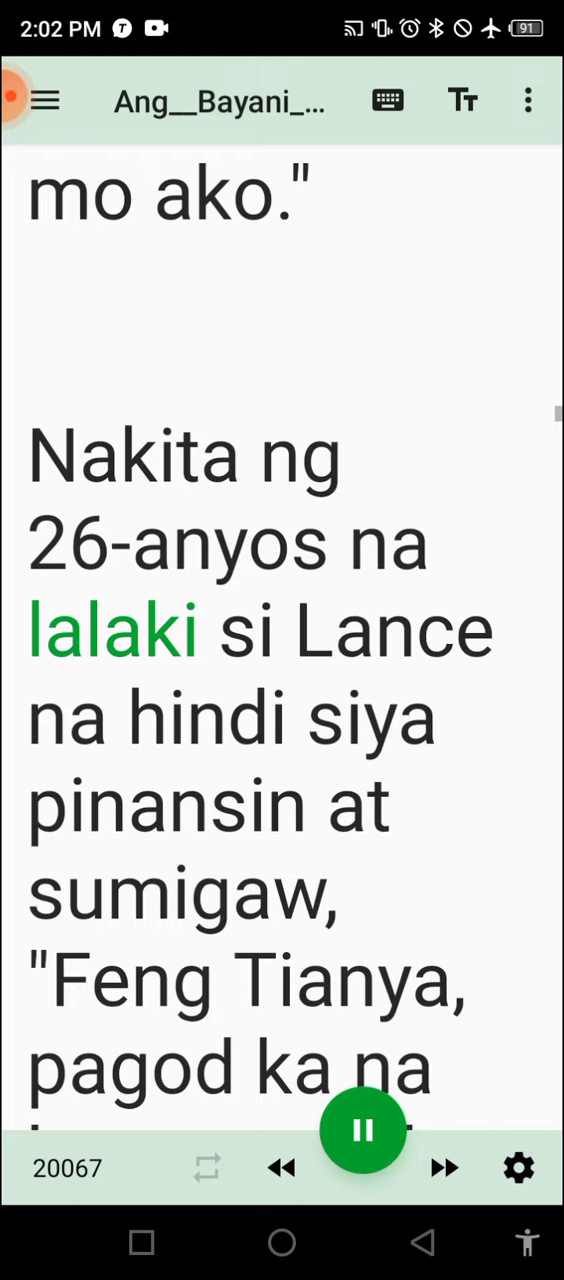 2:02 PM
91
Ang__Bayani_...
mo ako."
Nakita ng
26-anyos na
lalaki si Lance
na hindi siya
pinansin at
sumigaw,
"Feng Tianya,
pagod ka na
20067